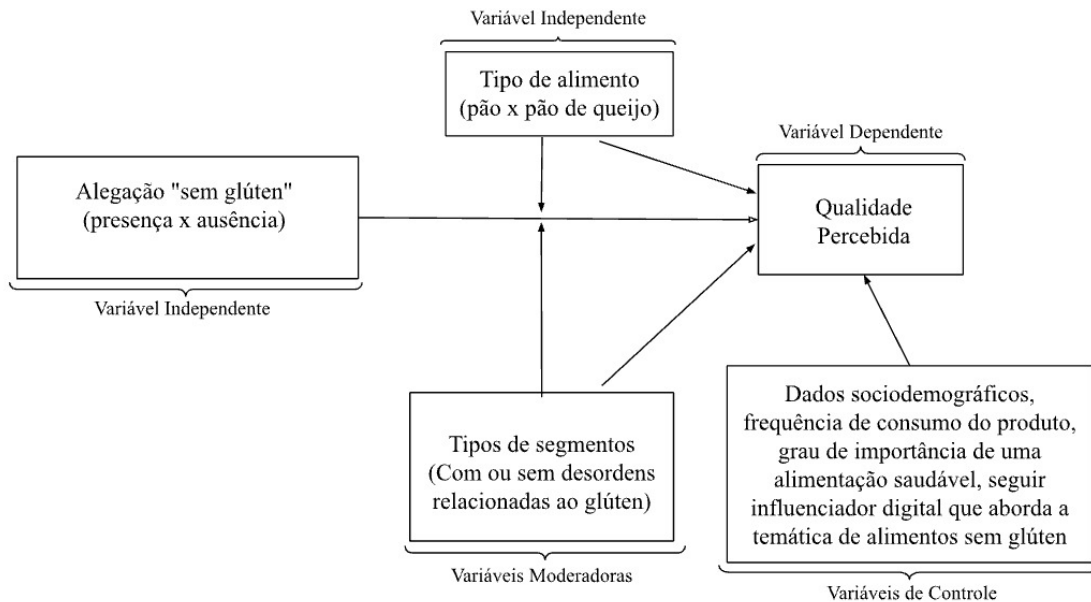 Variável Independente
Tipo de alimento
(pão x pão de queijo)
Variável Dependente
Qualidade
Percebida
Alegação "sem glúten"
(presença x ausência)
Variável Independente
Tipos de segmentos
(Com ou sem desordens
relacionadas ao glúten)
Variáveis Moderadoras
Dados sociodemográficos,
frequência de consumo do produto,
grau de importância de uma
alimentação saudável, seguir
influenciador digital que aborda a
temática de alimentos sem glúten
Variáveis de Controle